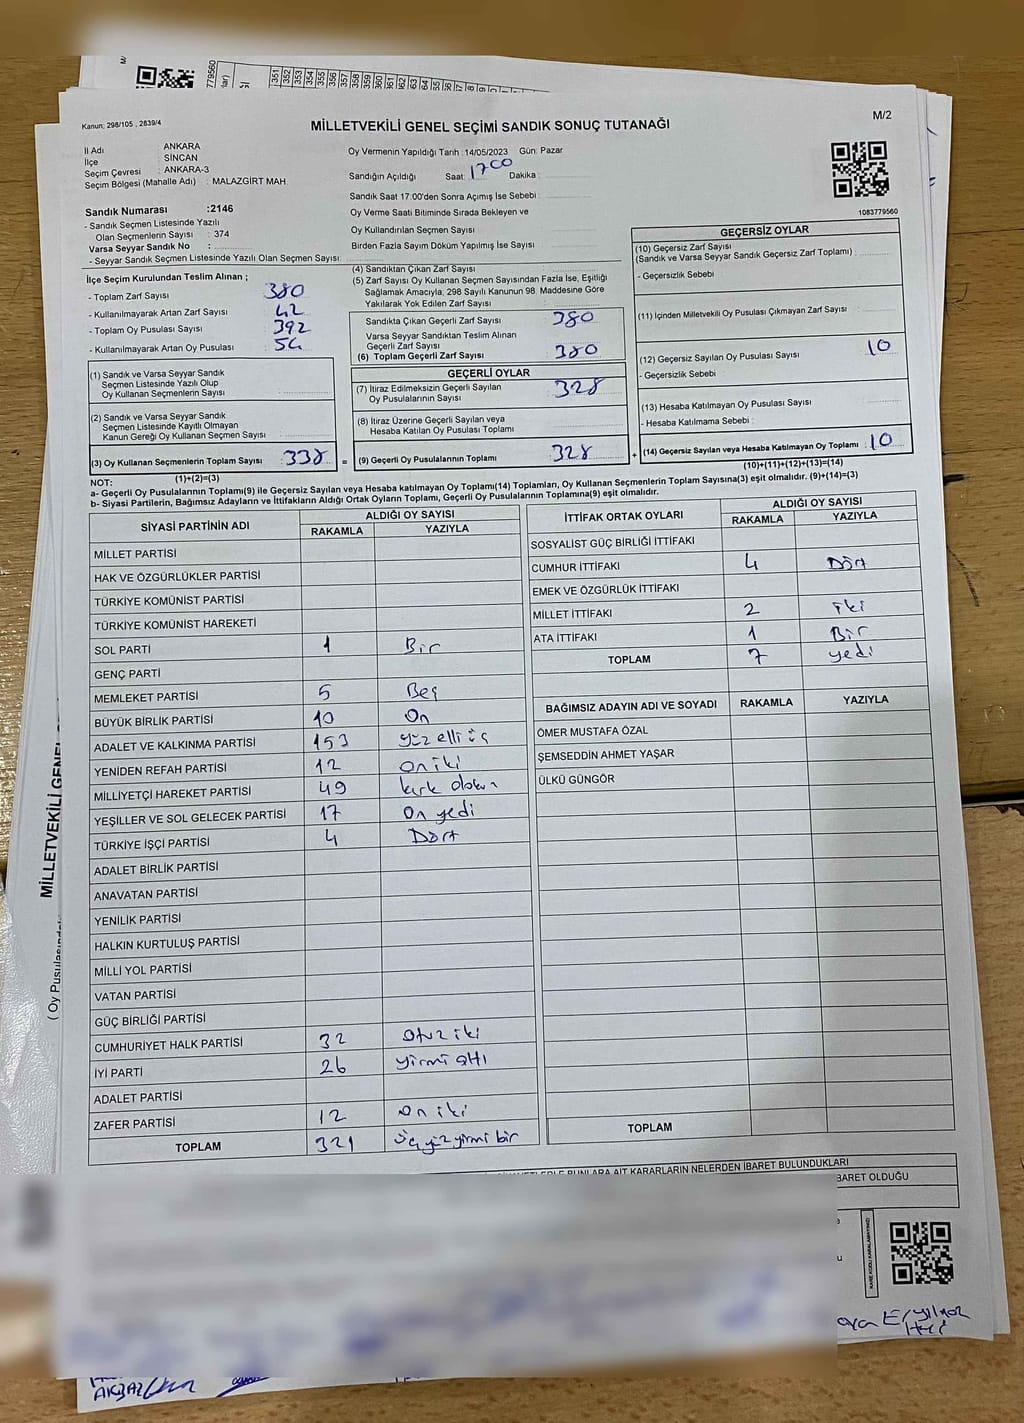 M/2
Kanun: 298/105 , 2839/4
MİLLETVEKİLİ GENEL SEÇİMİ SANDIK SONUÇ TUTANAĞI
İl Adı ANKARA
İlçe SİNCAN
Seçim Çevresi : ANKARA-3
Seçim Bölgesi (Mahalle Adı) : MALAZGİRT MAH.
Oy Vermenin Yapıldığı Tarih :14/05/2023 Gün: Pazar
Sandığın Açıldığı Saat: 1700 Dakika
Sandık Saat 17.00'den Sonra Açımış İse Sebebi
Oy Verme Saati Bitiminde Sırada Bekleyen ve
Oy Kullandırılan Seçmen Sayısı
Birden Fazla Sayım Döküm Yapılmış İse Sayısı
1083779560
Sandık Numarası :2146
- Sandık Seçmen Listesinde Yazılı
Olan Seçmenlerin Sayısı : 374
Varsa Seyyar Sandık No :
- Seyyar Sandık Seçmen Listesinde Yazılı Olan Seçmen Sayısı:
İlçe Seçim Kurulundan Teslim Alınan ;
- Toplam Zarf Sayısı 380
- Kullanılmayarak Artan Zarf Sayısı 42
- Toplam Oy Pusulası Sayısı 392
- Kullanılmayarak Artan Oy Pusulası 54
(1) Sandık ve Varsa Seyyar Sandık
Seçmen Listesinde Yazılı Olup
Oy Kullanan Seçmenlerin Sayısı
(2) Sandık ve Varsa Seyyar Sandık
Seçmen Listesinde Kayıtlı Olmayan
Kanun Gereği Oy Kullanan Seçmen Sayısı
(3) Oy Kullanan Seçmenlerin Toplam Sayısı 338
(1)+(2)=(3)
(4) Sandıktan Çıkan Zarf Sayısı
(5) Zarf Sayısı Oy Kullanan Seçmen Sayısından Fazla İse, Eşitliği
Sağlamak Amacıyla, 298 Sayılı Kanunun 98. Maddesine Göre
Yakılarak Yok Edilen Zarf Sayısı
Sandıkta Çıkan Geçerli Zarf Sayısı 380
Varsa Seyyar Sandıktan Teslim Alınan
Geçerli Zarf Sayısı
(6) Toplam Geçerli Zarf Sayısı 380
GEÇERLİ OYLAR
(7) İtiraz Edilmeksizin Geçerli Sayılan
Oy Pusulalarının Sayısı 328
(8) İtiraz Üzerine Geçerli Sayılan veya
Hesaba Katılan Oy Pusulası Toplamı
= (9) Geçerli Oy Pusulalarının Toplamı 328
GEÇERSİZ OYLAR
(10) Geçersiz Zarf Sayısı
(Sandık ve Varsa Seyyar Sandık Geçersiz Zarf Toplamı) :
- Geçersizlik Sebebi
(11) İçinden Milletvekili Oy Pusulası Çıkmayan Zarf Sayısı
(12) Geçersiz Sayılan Oy Pusulası Sayısı 10
- Geçersizlik Sebebi
(13) Hesaba Katılmayan Oy Pusulası Sayısı
- Hesaba Katılmama Sebebi
+ (14) Geçersiz Sayılan veya Hesaba Katılmayan Oy Toplamı 10
(10)+(11)+(12)+(13)=(14)
NOT:
a- Geçerli Oy Pusulalarının Toplamı(9) ile Geçersiz Sayılan veya Hesaba katılmayan Oy Toplamı(14) Toplamları, Oy Kullanan Seçmenlerin Toplam Sayısına(3) eşit olmalıdır. (9)+(14)=(3)
b- Siyasi Partilerin, Bağımsız Adayların ve İttifakların Aldığı Ortak Oyların Toplamı, Geçerli Oy Pusulalarının Toplamına(9) eşit olmalıdır.
SİYASİ PARTİNİN ADI ALDIĞI OY SAYISI
RAKAMLA YAZIYLA
MİLLET PARTİSİ
HAK VE ÖZGÜRLÜKLER PARTİSİ
TÜRKİYE KOMÜNİST PARTİSİ
TÜRKİYE KOMÜNİST HAREKETİ
SOL PARTİ 1 Bir
GENÇ PARTİ
MEMLEKET PARTİSİ 5 Beş
BÜYÜK BİRLİK PARTİSİ 10 On
ADALET VE KALKINMA PARTİSİ 153 yüz elli üç
YENİDEN REFAH PARTİSİ 12 on iki
MİLLİYETÇİ HAREKET PARTİSİ 49 kırk dokuz
YEŞİLLER VE SOL GELECEK PARTİSİ 17 On yedi
TÜRKİYE İŞÇİ PARTİSİ 4 Dört
ADALET BİRLİK PARTİSİ
ANAVATAN PARTİSİ
YENİLİK PARTİSİ
HALKIN KURTULUŞ PARTİSİ
MİLLİ YOL PARTİSİ
VATAN PARTİSİ
GÜÇ BİRLİĞİ PARTİSİ
CUMHURİYET HALK PARTİSİ 32 otuz iki
İYİ PARTİ 26 yirmi altı
ADALET PARTİSİ
ZAFER PARTİSİ 12 on iki
TOPLAM 321 üç yüz yirmi bir
İTTİFAK ORTAK OYLARI ALDIĞI OY SAYISI
RAKAMLA YAZIYLA
SOSYALİST GÜÇ BİRLİĞİ İTTİFAKI
CUMHUR İTTİFAKI 4 Dört
EMEK VE ÖZGÜRLÜK İTTİFAKI
MİLLET İTTİFAKI 2 iki
ATA İTTİFAKI 1 Bir
TOPLAM 7 yedi
BAĞIMSIZ ADAYIN ADI VE SOYADI RAKAMLA YAZIYLA
ÖMER MUSTAFA ÖZAL
ŞEMSEDDİN AHMET YAŞAR
ÜLKÜ GÜNGÖR
TOPLAM
BUNLARA AİT KARARLARIN NELERDEN İBARET BULUNDUKLARI
BARET OLDUĞU
MİLLETVEKİLİ GENEL
( Oy Pusulasındaki